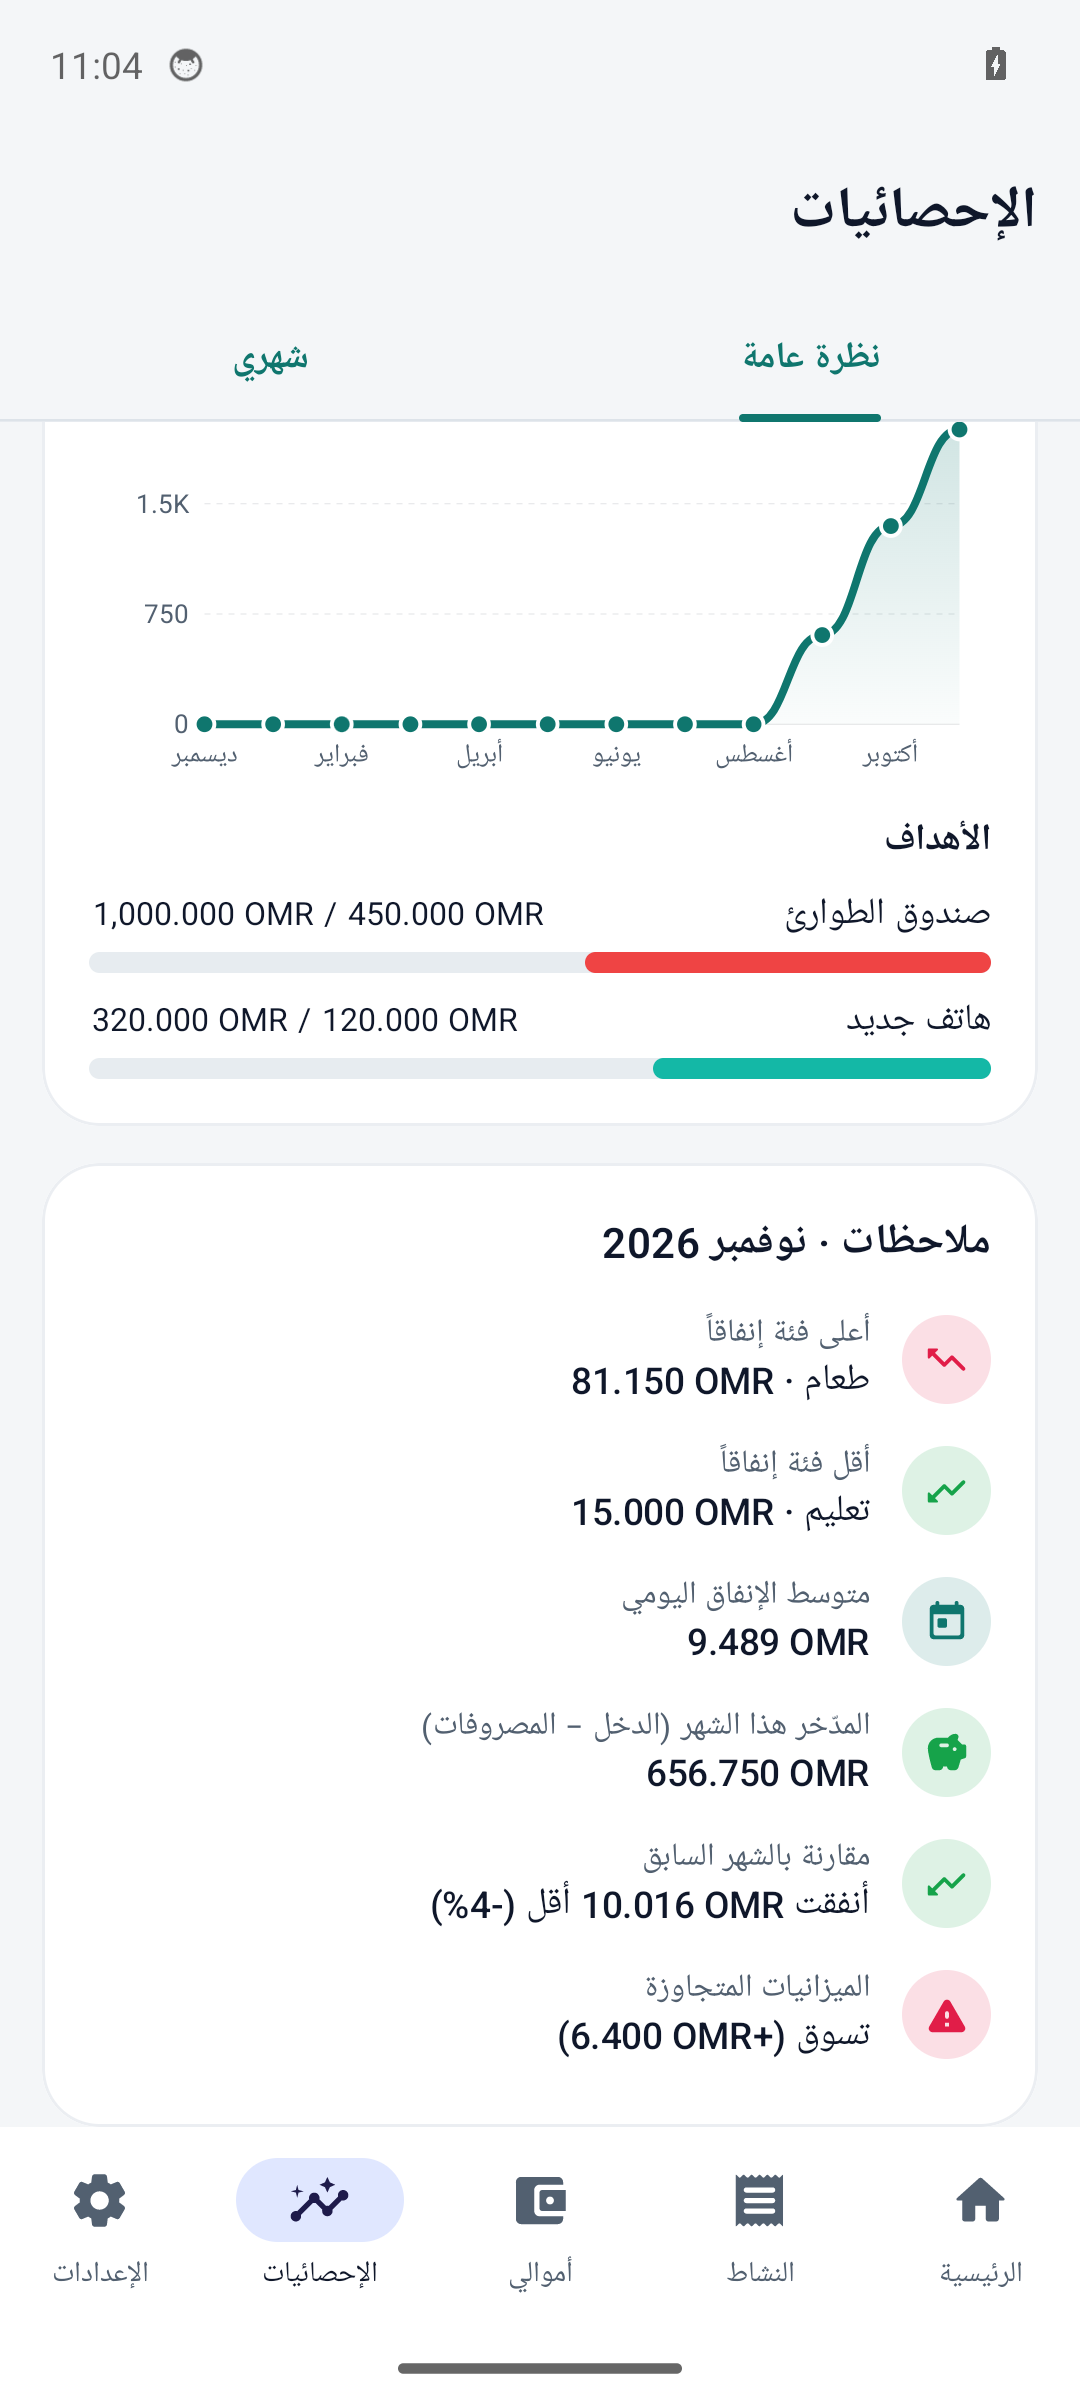 11:04
الإحصائيات
نظرة عامة
شهري
1.5K
750
0
ديسمبر
فبراير
أبريل
يونيو
أغسطس
أكتوبر
الأهداف
صندوق الطوارئ
1,000.000 OMR / 450.000 OMR
هاتف جديد
320.000 OMR / 120.000 OMR
ملاحظات · نوفمبر 2026
أعلى فئة إنفاقاً
طعام · 81.150 OMR
أقل فئة إنفاقاً
تعليم · 15.000 OMR
متوسط الإنفاق اليومي
9.489 OMR
المدّخر هذا الشهر (الدخل – المصروفات)
656.750 OMR
مقارنة بالشهر السابق
أنفقت 10.016 OMR أقل (-4%)
الميزانيات المتجاوزة
تسوق (+6.400 OMR)
الرئيسية
النشاط
أموالي
الإحصائيات
الإعدادات